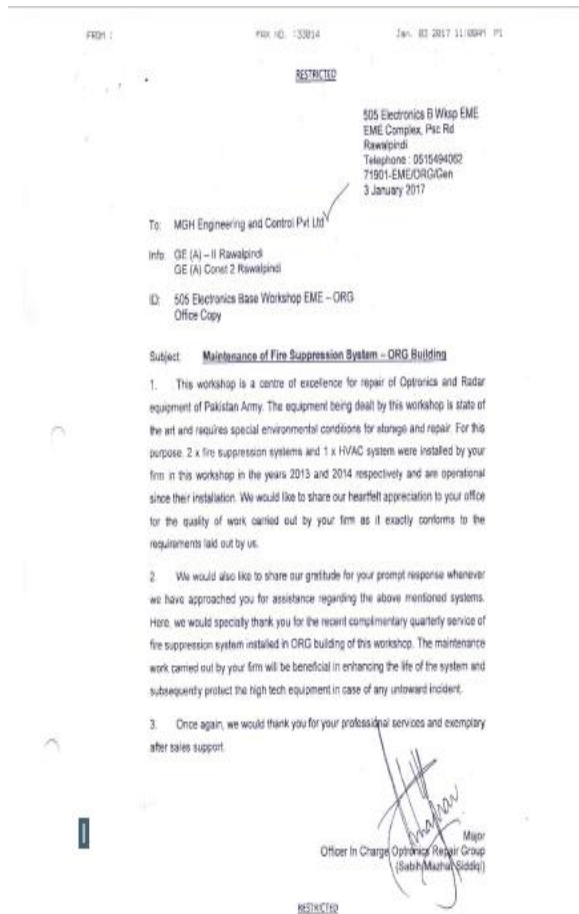 FROM :
FAX NO. :33014
Jan. 03 2017 11:00AM P1
RESTRICTED
505 Electronics B Wksp EME
EME Complex, Psc Rd
Rawalpindi
Telephone : 0515494062
71901-EME/ORG/Gen
3 January 2017
To: MGH Engineering and Control Pvt Ltd
Info: GE (A) – II Rawalpindi
GE (A) Const 2 Rawalpindi
ID: 505 Electronics Base Workshop EME – ORG
Office Copy
Subject: Maintenance of Fire Suppression System – ORG Building
1. This workshop is a centre of excellence for repair of Optronics and Radar
equipment of Pakistan Army. The equipment being dealt by this workshop is state of
the art and requires special environmental conditions for storage and repair. For this
purpose, 2 x fire suppression systems and 1 x HVAC system were installed by your
firm in this workshop in the years 2013 and 2014 respectively and are operational
since their installation. We would like to share our heartfelt appreciation to your office
for the quality of work carried out by your firm as it exactly conforms to the
requirements laid out by us.
2. We would also like to share our gratitude for your prompt response whenever
we have approached you for assistance regarding the above mentioned systems.
Here, we would specially thank you for the recent complimentary quarterly service of
fire suppression system installed in ORG building of this workshop. The maintenance
work carried out by your firm will be beneficial in enhancing the life of the system and
subsequently protect the high tech equipment in case of any untoward incident.
3. Once again, we would thank you for your professional services and exemplary
after sales support.
Major
Officer In Charge Optronics Repair Group
(Sabih Mazhar Siddiqi)
RESTRICTED